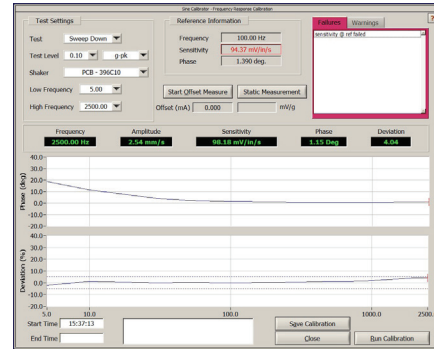 Sine Calibrator - Frequency Response Calibration
?
Test Settings
Test Sweep Down
Test Level 0.10 g-pk
Shaker PCB - 396C10
Low Frequency 5.00
High Frequency 2500.00
Reference Information
Frequency 100.00 Hz
Sensitivity 94.37 mV/in/s
Phase 1.390 deg.
Start Offset Measure Static Measurement
Offset (mA) 0.000 mV/g
Failures Warnings
sensitivity @ ref failed
Frequency Amplitude Sensitivity Phase Deviation
2500.00 Hz 2.54 mm/s 98.18 mV/in/s 1.15 Deg 4.04
Phase (deg)
40.0
30.0
20.0
10.0
0.0
-10.0
-20.0
Deviation (%)
40.0
30.0
20.0
10.0
0.0
-10.0
-20.0
5.0 10.0 100.0 1000.0 2500.
Start Time 15:37:13
End Time
Save Calibration
Close Run Calibration